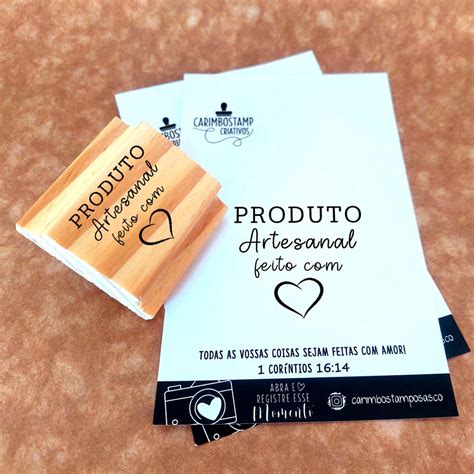 PRODUTO
Artesanal
feito com
CARIMBOSTAMP
CRIATIVOS
PRODUTO
Artesanal
feito com
TODAS AS VOSSAS COISAS SEJAM FEITAS COM AMOR!
1 CORÍNTIOS 16:14
ABRA E
REGISTRE ESSE
Momento
carimbostamposasco